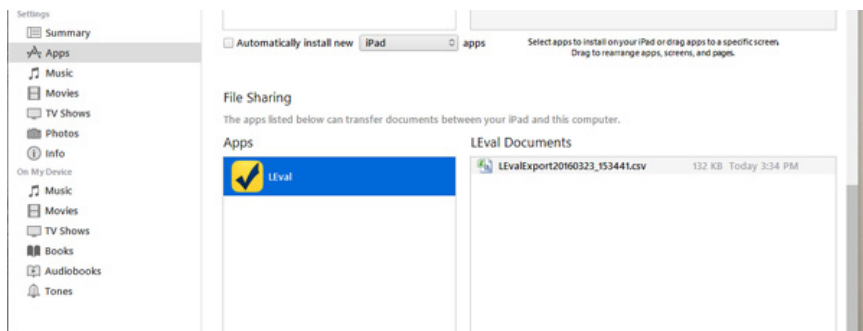 Settings
Summary
Apps
Music
Movies
TV Shows
Photos
Info
On My Device
Music
Movies
TV Shows
Books
Audiobooks
Tones
Automatically install new iPad apps
Select apps to install on your iPad or drag apps to a specific screen.
Drag to rearrange apps, screens, and pages.
File Sharing
The apps listed below can transfer documents between your iPad and this computer.
Apps
LEval
LEval Documents
LEvalExport20160323_153441.csv 132 KB Today 3:34 PM